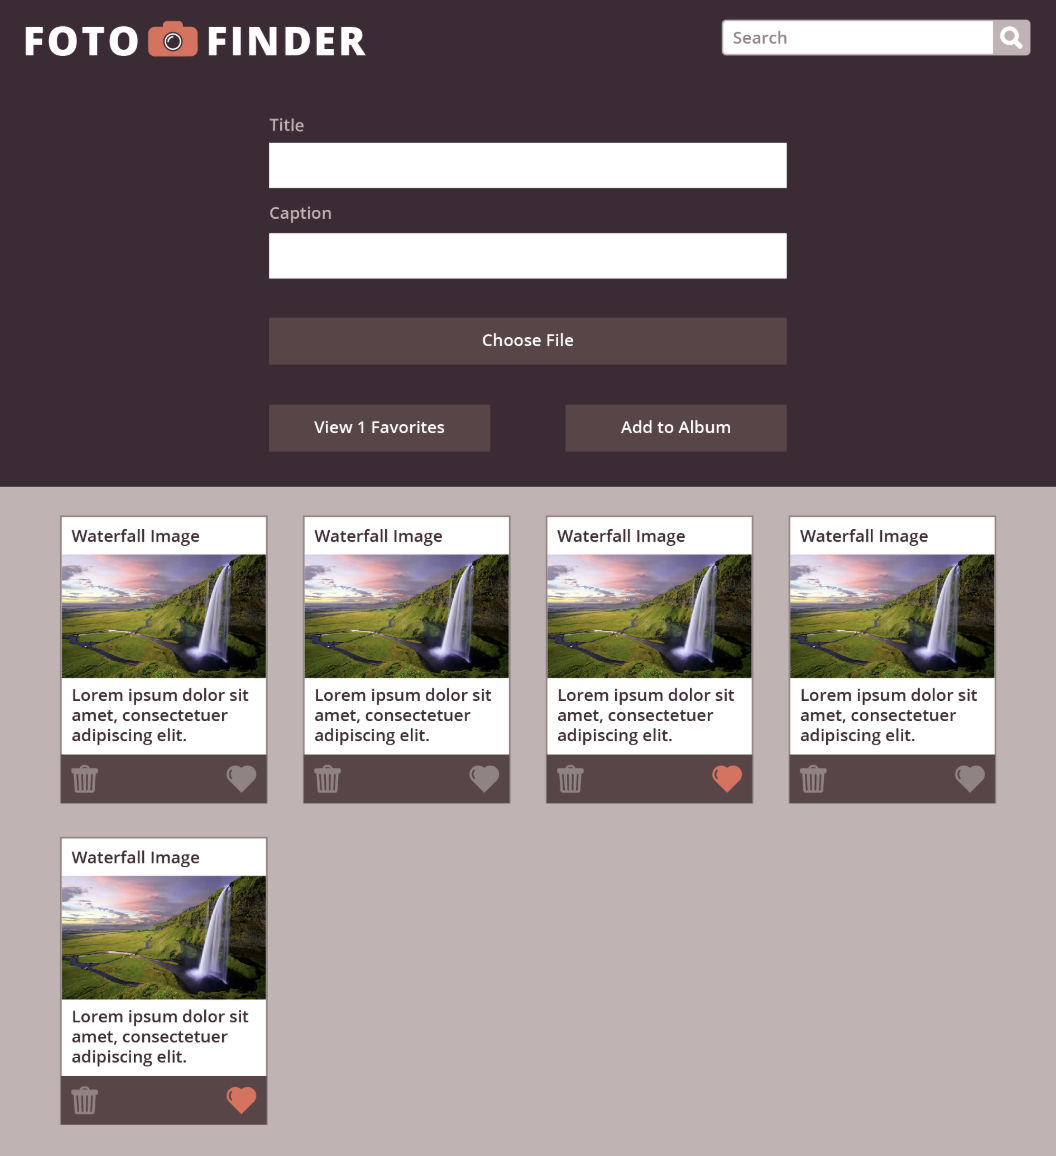 FOTO FINDER
Search
Title
Caption
Choose File
View 1 Favorites
Add to Album
Waterfall Image
Lorem ipsum dolor sit
amet, consectetuer
adipiscing elit.
Waterfall Image
Lorem ipsum dolor sit
amet, consectetuer
adipiscing elit.
Waterfall Image
Lorem ipsum dolor sit
amet, consectetuer
adipiscing elit.
Waterfall Image
Lorem ipsum dolor sit
amet, consectetuer
adipiscing elit.
Waterfall Image
Lorem ipsum dolor sit
amet, consectetuer
adipiscing elit.